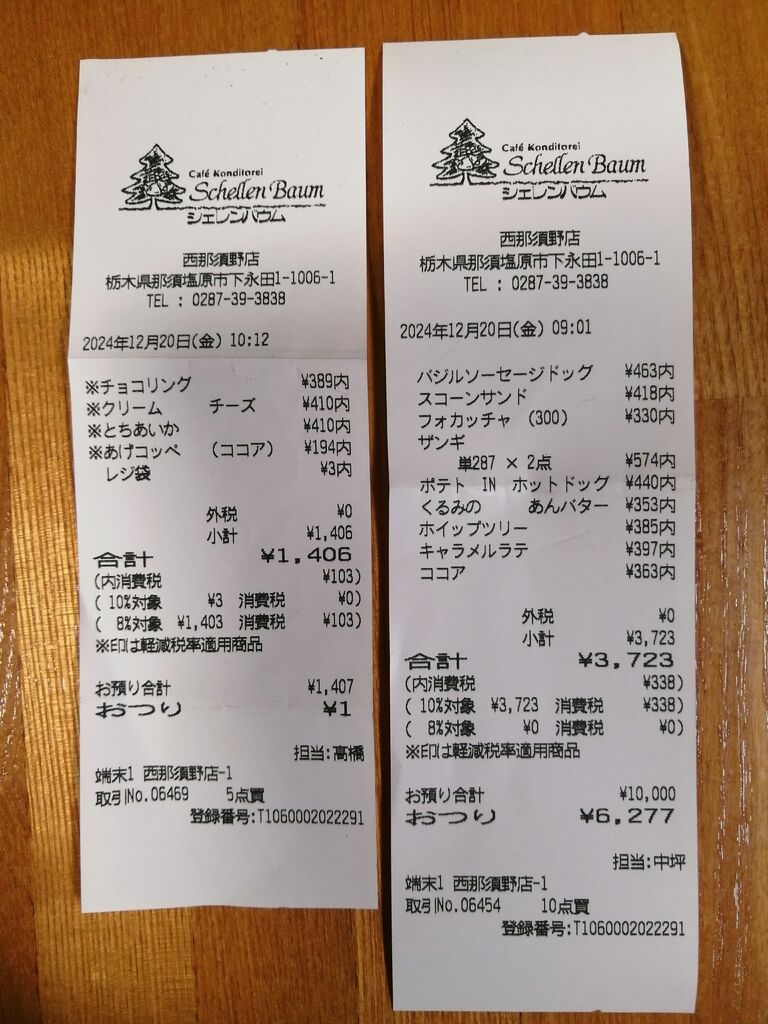 Café Konditorei
Schellen Baum
シェレンバウム
西那須野店
栃木県那須塩原市下永田1-1006-1
TEL : 0287-39-3838
2024年12月20日(金) 10:12
※チョコリング ¥389内
※クリーム チーズ ¥410内
※とちあいか ¥410内
※あげコッペ (ココア) ¥194内
レジ袋 ¥3内
外税 ¥0
小計 ¥1,406
合計 ¥1,406
(内消費税 ¥103)
( 10%対象 ¥3 消費税 ¥0)
( 8%対象 ¥1,403 消費税 ¥103)
※印は軽減税率適用商品
お預り合計 ¥1,407
おつり ¥1
担当:高橋
端末1 西那須野店-1
取引No.06469 5点買
登録番号:T1060002022291
Café Konditorei
Schellen Baum
シェレンバウム
西那須野店
栃木県那須塩原市下永田1-1006-1
TEL : 0287-39-3838
2024年12月20日(金) 09:01
バジルソーセージドッグ ¥463内
スコーンサンド ¥418内
フォカッチャ (300) ¥330内
ザンギ
単287 × 2点 ¥574内
ポテト IN ホットドッグ ¥440内
くるみの あんバター ¥353内
ホイップツリー ¥385内
キャラメルラテ ¥397内
ココア ¥363内
外税 ¥0
小計 ¥3,723
合計 ¥3,723
(内消費税 ¥338)
( 10%対象 ¥3,723 消費税 ¥338)
( 8%対象 ¥0 消費税 ¥0)
※印は軽減税率適用商品
お預り合計 ¥10,000
おつり ¥6,277
担当:中坪
端末1 西那須野店-1
取引No.06454 10点買
登録番号:T1060002022291